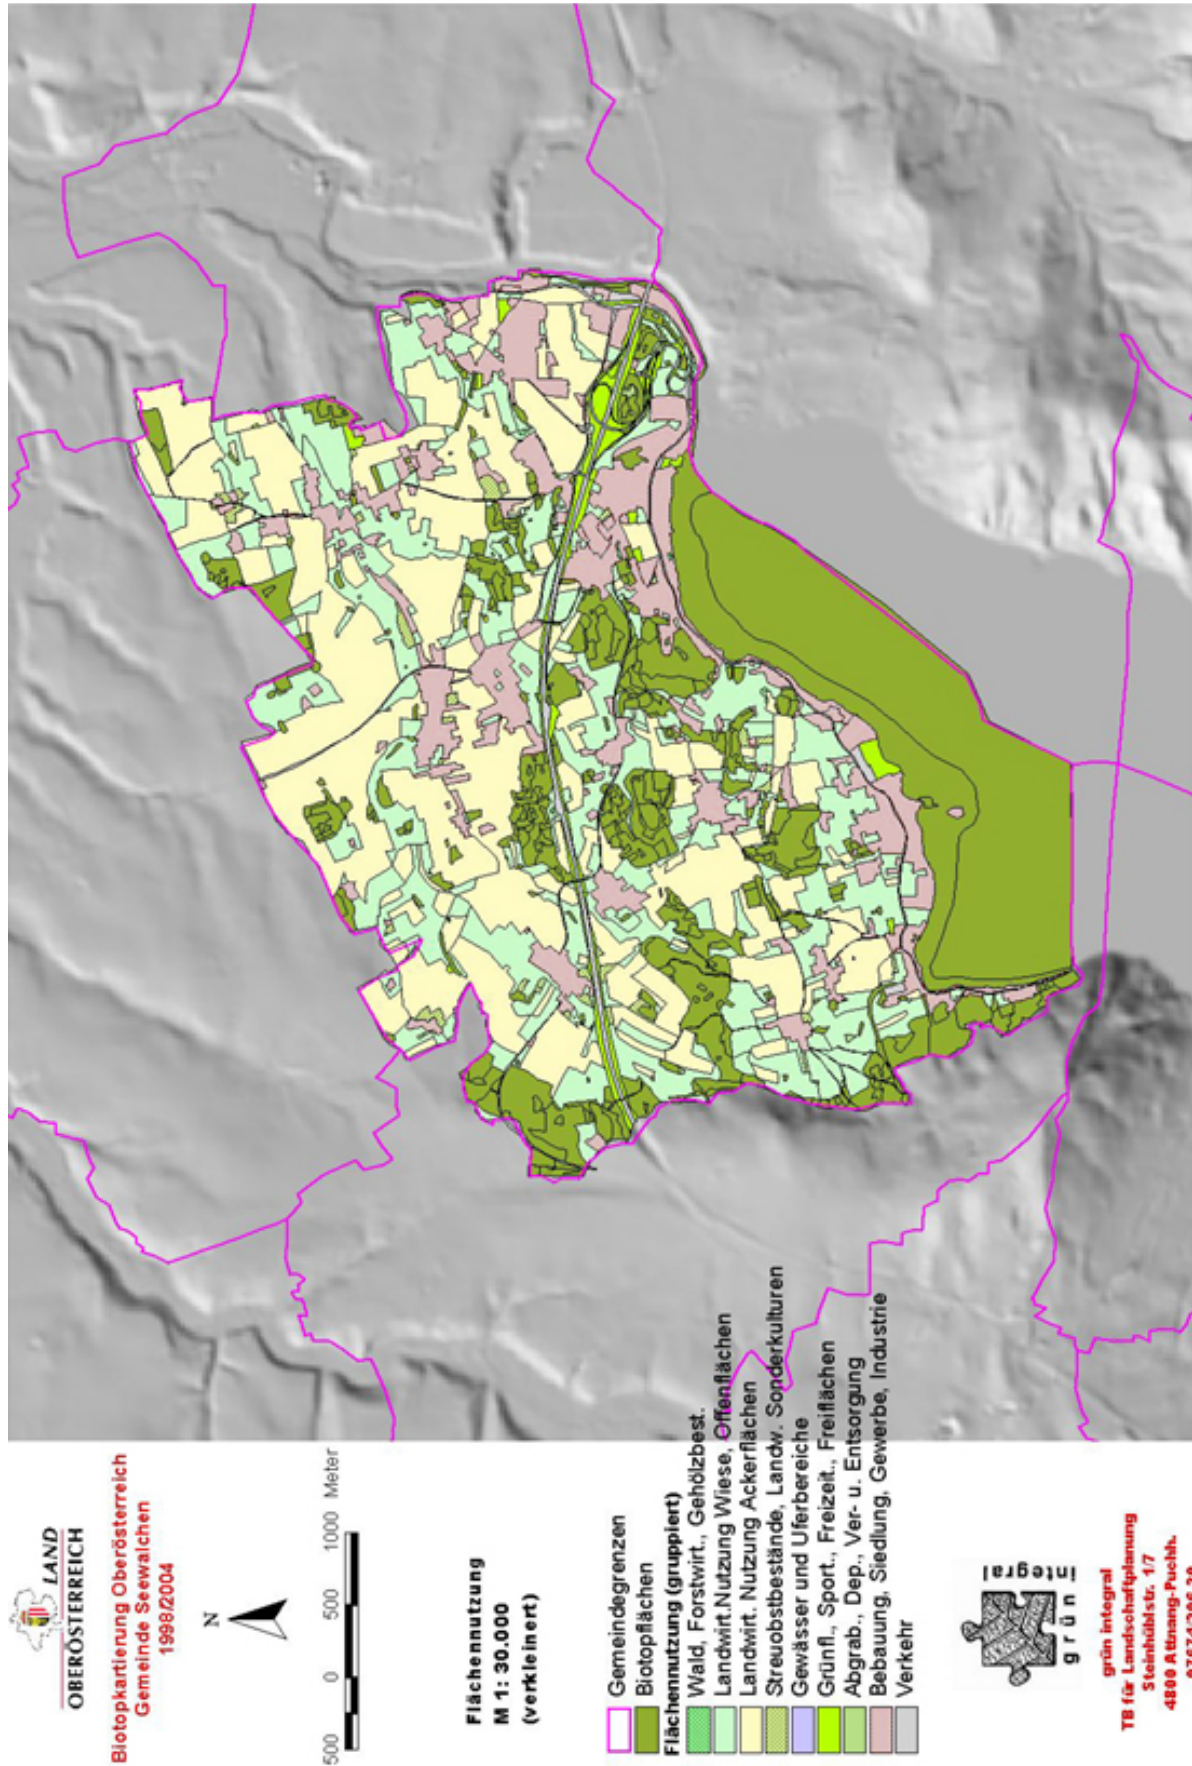 LAND
OBERÖSTERREICH
Biotopkartierung Oberösterreich
Gemeinde Seewalchen
1998/2004
N
500 0 500 1000 Meter
Flächennutzung
M 1: 30.000
(verkleinert)
Gemeindegrenzen
Biotopflächen
Flächennutzung (gruppiert)
Wald, Forstwirt., Gehölzbest.
Landwirt.Nutzung Wiese, Offenflächen
Landwirt. Nutzung Ackerflächen
Streuobstbestände, Landw. Sonderkulturen
Gewässer und Uferbereiche
Grünfl., Sport., Freizeit., Freiflächen
Abgrab., Dep., Ver- u. Entsorgung
Bebauung, Siedlung, Gewerbe, Industrie
Verkehr
integral
grün
grün integral
TB für Landschaftplanung
Steinhüblstr. 1/7
4800 Attnang-Puchh.